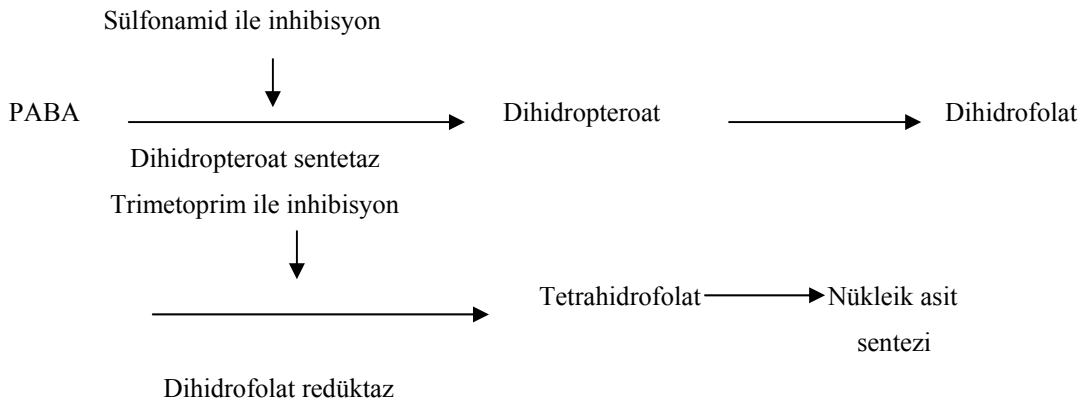 Sülfonamid ile inhibisyon
PABA
Dihidropteroat
Dihidrofolat
Dihidropteroat sentetaz
Trimetoprim ile inhibisyon
Tetrahidrofolat
Nükleik asit
sentezi
Dihidrofolat redüktaz